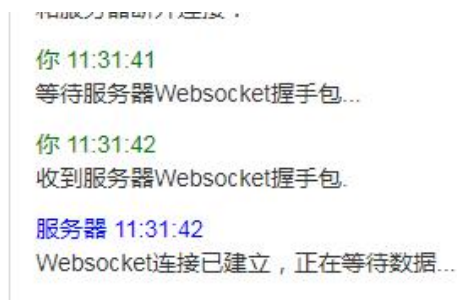 你 11:31:41
等待服务器Websocket握手包...
你 11:31:42
收到服务器Websocket握手包.
服务器 11:31:42
Websocket连接已建立，正在等待数据...